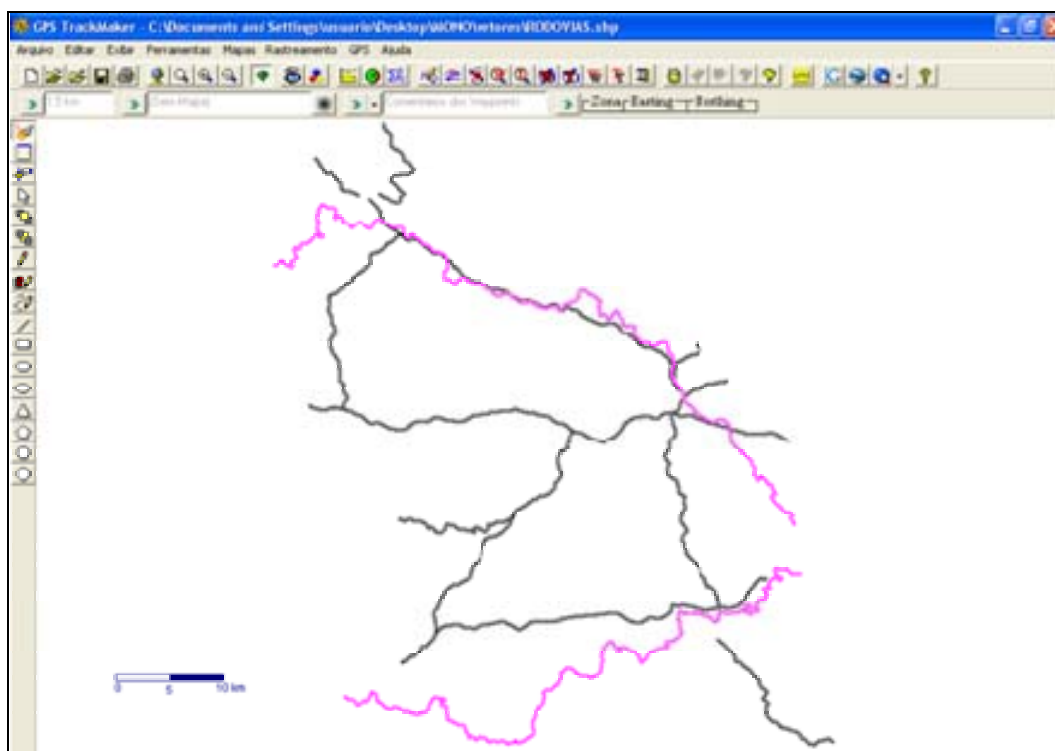 GPS TrackMaker - C:\Documents and Settings\usuario\Desktop\MONO\vetores\RODOVIAS.shp
Arquivo Editar Exibir Ferramentas Mapas Rastreamento GPS Ajuda
Zona Easting Northing
0 5 10 km